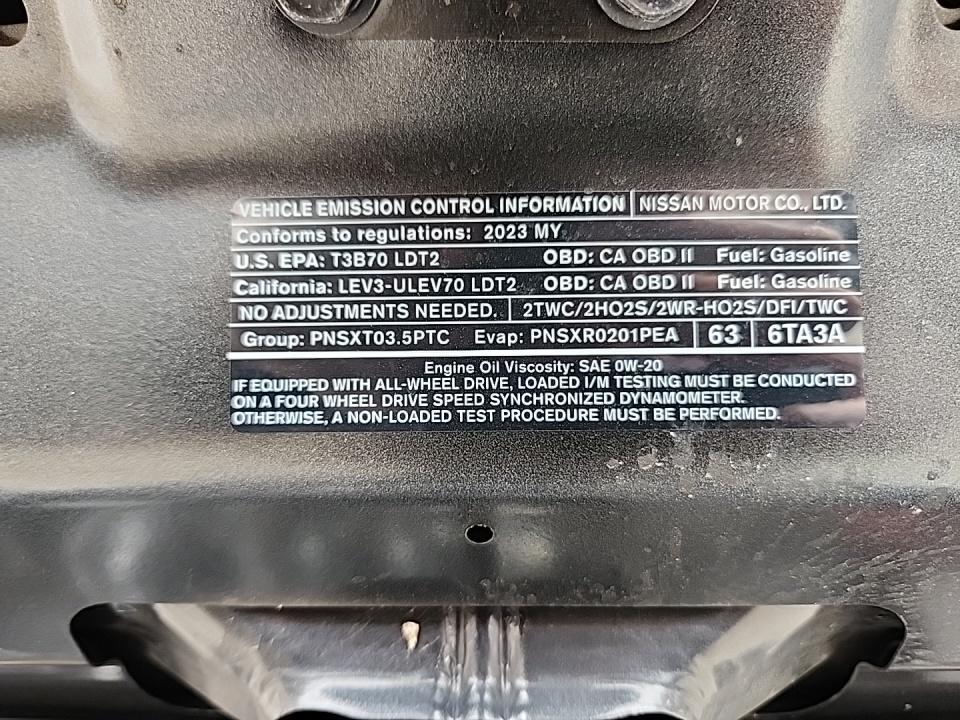 VEHICLE EMISSION CONTROL INFORMATION NISSAN MOTOR CO., LTD.
Conforms to regulations: 2023 MY
U.S. EPA: T3B70 LDT2 OBD: CA OBD II Fuel: Gasoline
California: LEV3-ULEV70 LDT2 OBD: CA OBD II Fuel: Gasoline
NO ADJUSTMENTS NEEDED. 2TWC/2HO2S/2WR-HO2S/DFI/TWC
Group: PNSXT03.5PTC Evap: PNSXR0201PEA 63 6TA3A
Engine Oil Viscosity: SAE 0W-20
IF EQUIPPED WITH ALL-WHEEL DRIVE, LOADED I/M TESTING MUST BE CONDUCTED
ON A FOUR WHEEL DRIVE SPEED SYNCHRONIZED DYNAMOMETER.
OTHERWISE, A NON-LOADED TEST PROCEDURE MUST BE PERFORMED.